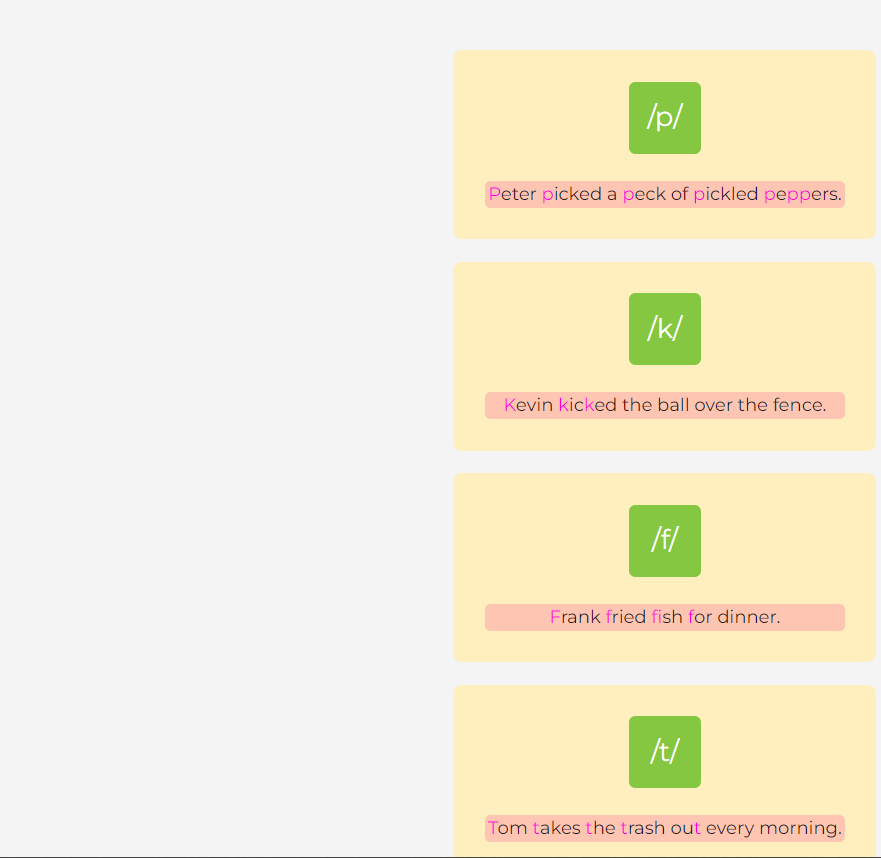 /p/
Peter picked a peck of pickled peppers.
/k/
Kevin kicked the ball over the fence.
/f/
Frank fried fish for dinner.
/t/
Tom takes the trash out every morning.